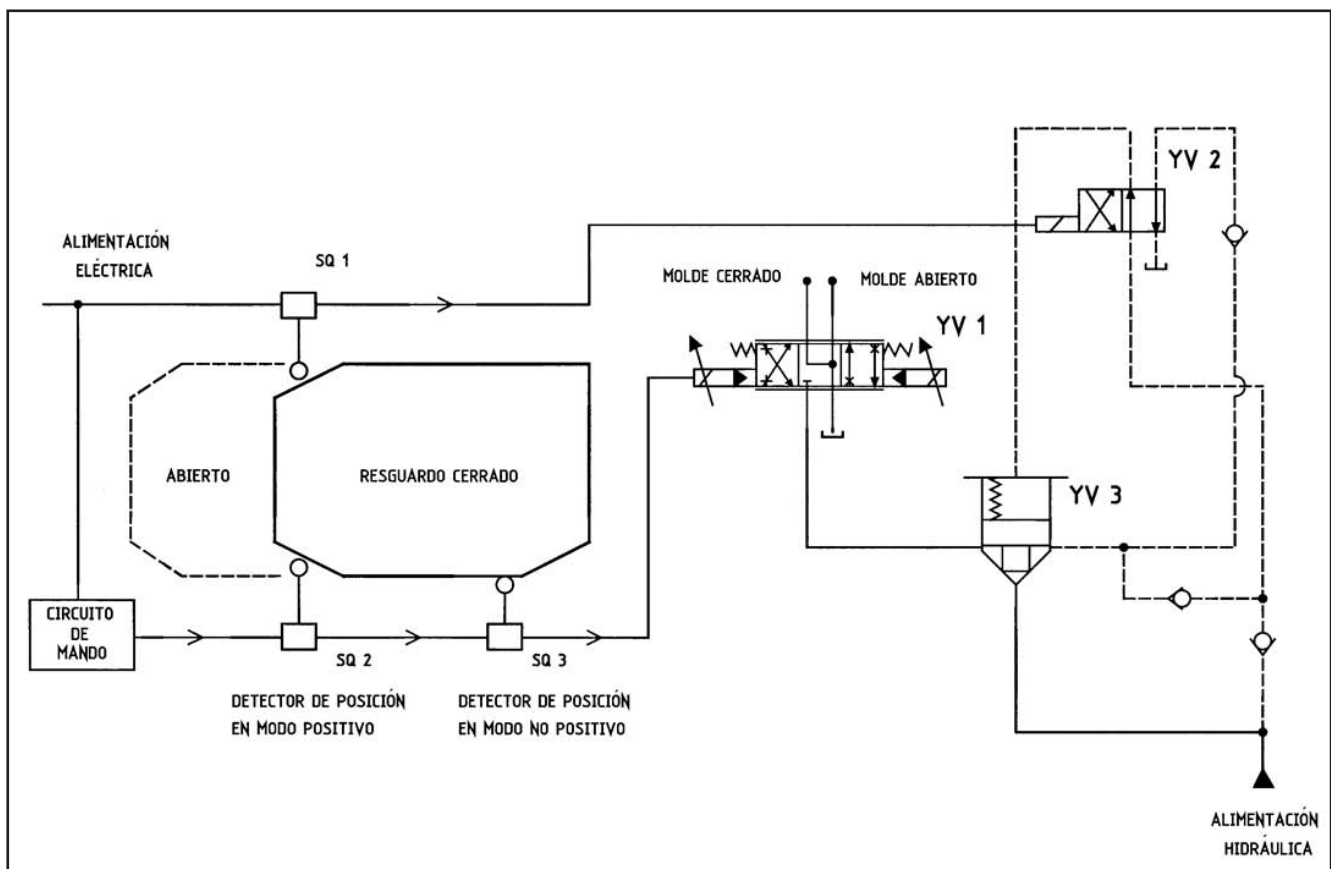 YV 2
ALIMENTACIÓN
ELÉCTRICA
SQ 1
MOLDE CERRADO
MOLDE ABIERTO
YV 1
ABIERTO
RESGUARDO CERRADO
YV 3
CIRCUITO
DE
MANDO
SQ 2
SQ 3
DETECTOR DE POSICIÓN
EN MODO POSITIVO
DETECTOR DE POSICIÓN
EN MODO NO POSITIVO
ALIMENTACIÓN
HIDRÁULICA